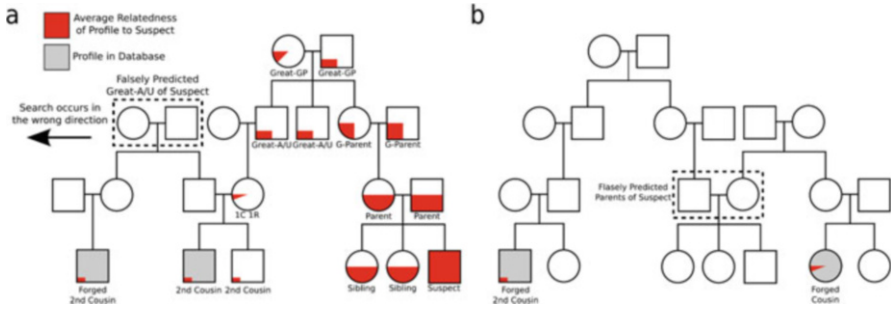 a
Average Relatedness
of Profile to Suspect
Profile in Database
Falsely Predicted
Great-A/U of Suspect
Search occurs in
the wrong direction
Great-GP
Great-GP
Great-A/U
Great-A/U
G-Parent
G-Parent
1C 1R
Parent
Parent
Forged
2nd Cousin
2nd Cousin
2nd Cousin
Sibling
Sibling
Suspect
b
Flasely Predicted
Parents of Suspect
Forged
2nd Cousin
Forged
Cousin